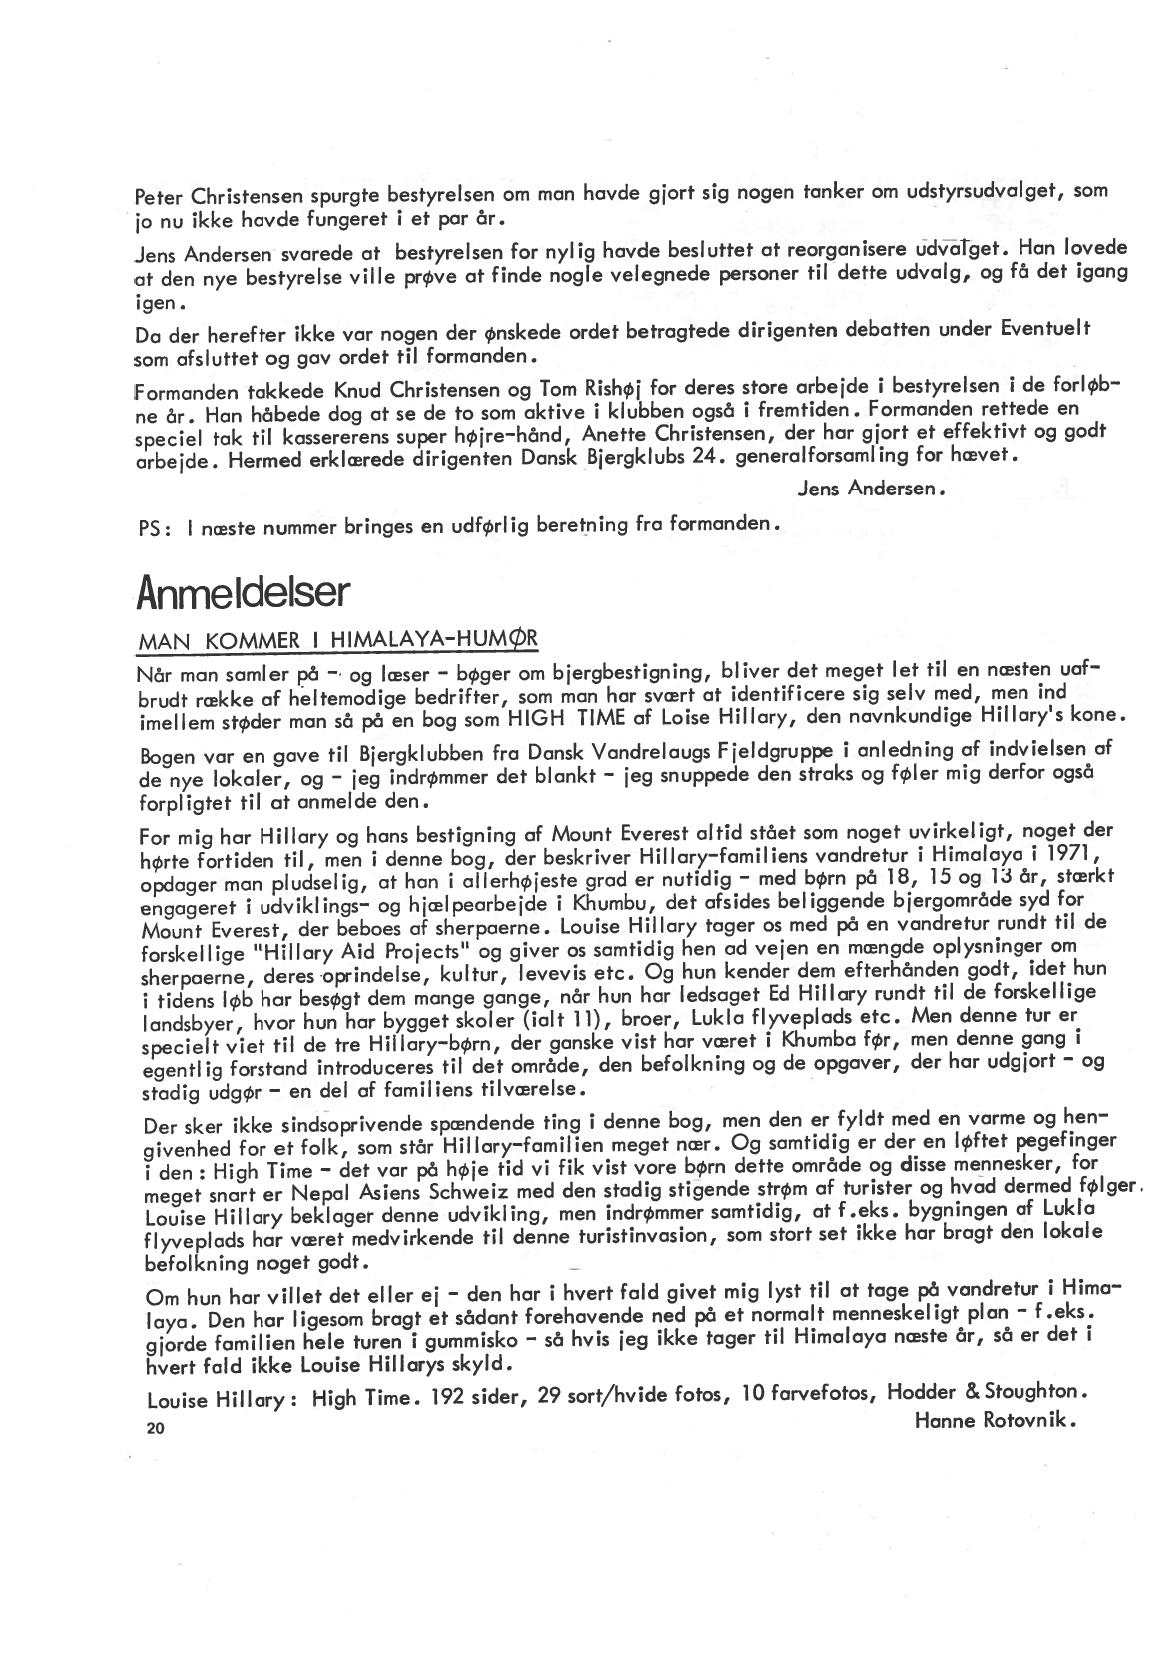 Peter Christensen spurgte bestyrelsen om man havde gjort sig nogen tanker om udstyrsudvalget, som
jo nu ikke havde fungeret i et par år.
Jens Andersen svarede at bestyrelsen for nylig havde besluttet at reorganisere udvalget. Han lovede
at den nye bestyrelse ville prøve at finde nogle velegnede personer til dette udvalg, og få det igang
igen.
Da der herefter ikke var nogen der ønskede ordet betragtede dirigenten debatten under Eventuelt
som afsluttet og gav ordet til formanden.
Formanden takkede Knud Christensen og Tom Rishøj for deres store arbejde i bestyrelsen i de forløb-
ne år. Han håbede dog at se de to som aktive i klubben også i fremtiden. Formanden rettede en
speciel tak til kassererens super højre-hånd, Anette Christensen, der har gjort et effektivt og godt
arbejde. Hermed erklærede dirigenten Dansk Bjergklubs 24. generalforsamling for hævet.
Jens Andersen.
PS: I næste nummer bringes en udførlig beretning fra formanden.
Anmeldelser
MAN KOMMER I HIMALAYA-HUMØR
Når man samler på - og læser - bøger om bjergbestigning, bliver det meget let til en næsten uaf-
brudt række af heltemodige bedrifter, som man har svært at identificere sig selv med, men ind
imellem støder man så på en bog som HIGH TIME af Loise Hillary, den navnkundige Hillary's kone.
Bogen var en gave til Bjergklubben fra Dansk Vandrelaugs Fjeldgruppe i anledning af indvielsen af
de nye lokaler, og - jeg indrømmer det blankt - jeg snuppede den straks og føler mig derfor også
forpligtet til at anmelde den.
For mig har Hillary og hans bestigning af Mount Everest altid stået som noget uvirkeligt, noget der
hørte fortiden til, men i denne bog, der beskriver Hillary-familiens vandretur i Himalaya i 1971,
opdager man pludselig, at han i allerhøjeste grad er nutidig - med børn på 18, 15 og 13 år, stærkt
engageret i udviklings- og hjælpearbejde i Khumbu, det afsides beliggende bjergområde syd for
Mount Everest, der beboes af sherpaerne. Louise Hillary tager os med på en vandretur rundt til de
forskellige "Hillary Aid Projects" og giver os samtidig hen ad vejen en mængde oplysninger om
sherpaerne, deres oprindelse, kultur, levevis etc. Og hun kender dem efterhånden godt, idet hun
i tidens løb har besøgt dem mange gange, når hun har ledsaget Ed Hillary rundt til de forskellige
landsbyer, hvor hun har bygget skoler (ialt 11), broer, Lukla flyveplads etc. Men denne tur er
specielt viet til de tre Hillary-børn, der ganske vist har været i Khumba før, men denne gang i
egentlig forstand introduceres til det område, den befolkning og de opgaver, der har udgjort - og
stadig udgør - en del af familiens tilværelse.
Der sker ikke sindsoprivende spændende ting i denne bog, men den er fyldt med en varme og hen-
givenhed for et folk, som står Hillary-familien meget nær. Og samtidig er der en løftet pegefinger
i den : High Time - det var på høje tid vi fik vist vore børn dette område og disse mennesker, for
meget snart er Nepal Asiens Schweiz med den stadig stigende strøm af turister og hvad dermed følger.
Louise Hillary beklager denne udvikling, men indrømmer samtidig, at f.eks. bygningen af Lukla
flyveplads har været medvirkende til denne turistinvasion, som stort set ikke har bragt den lokale
befolkning noget godt.
Om hun har villet det eller ej - den har i hvert fald givet mig lyst til at tage på vandretur i Hima-
laya. Den har ligesom bragt et sådant forehavende ned på et normalt menneskeligt plan - f.eks.
gjorde familien hele turen i gummisko - så hvis jeg ikke tager til Himalaya næste år, så er det i
hvert fald ikke Louise Hillarys skyld.
Louise Hillary: High Time. 192 sider, 29 sort/hvide fotos, 10 farvefotos, Hodder & Stoughton.
Hanne Rotovnik.
20